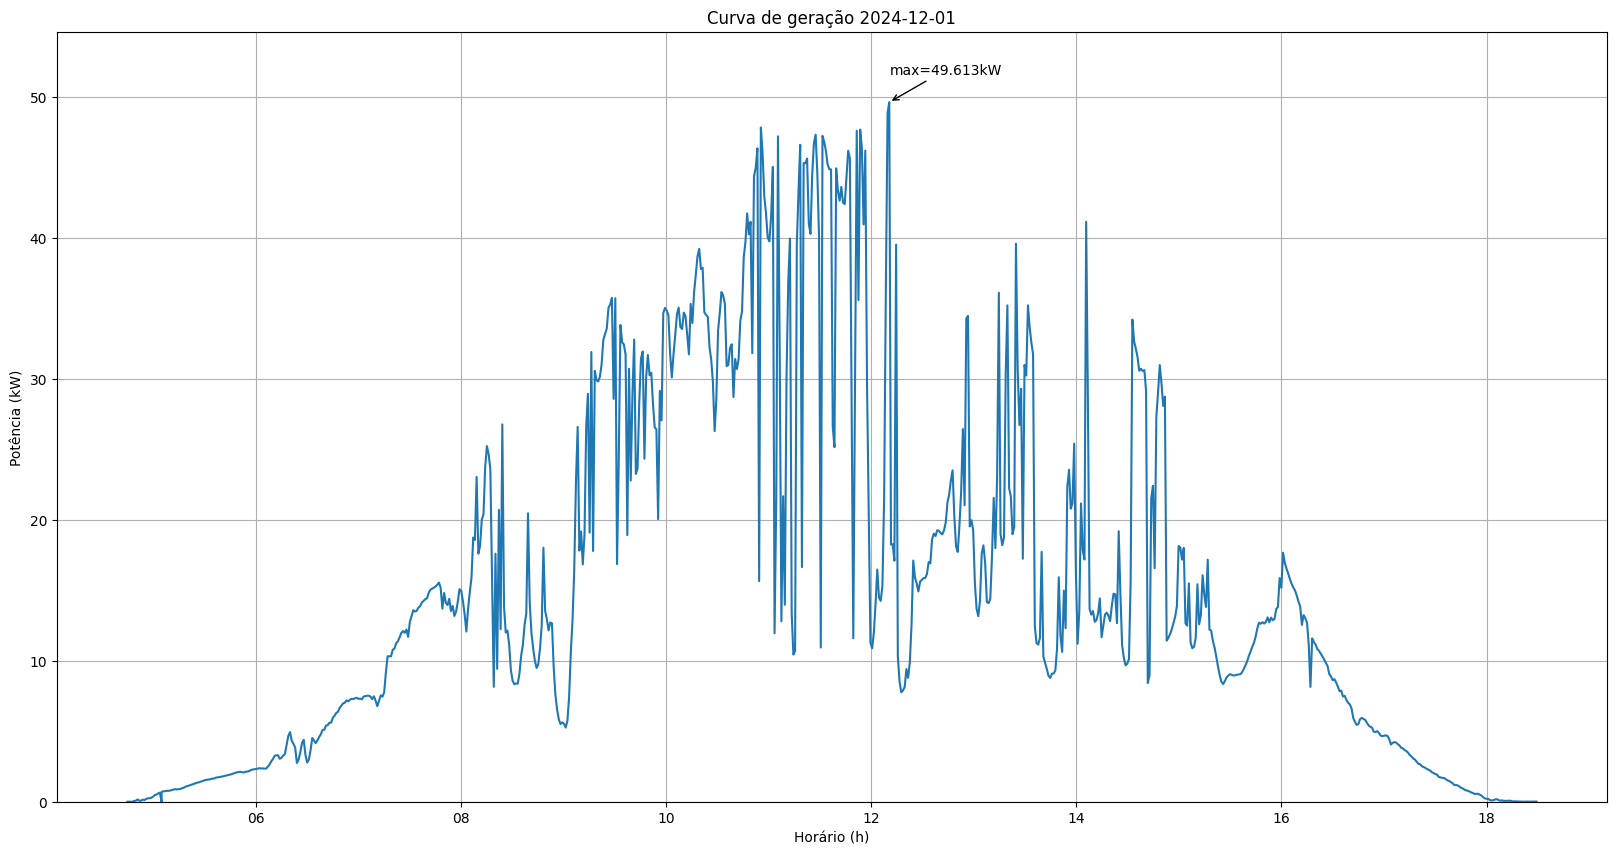 Curva de geração 2024-12-01
max=49.613kW
50
40
30
20
10
0
Potência (kW)
06 08 10 12 14 16 18
Horário (h)